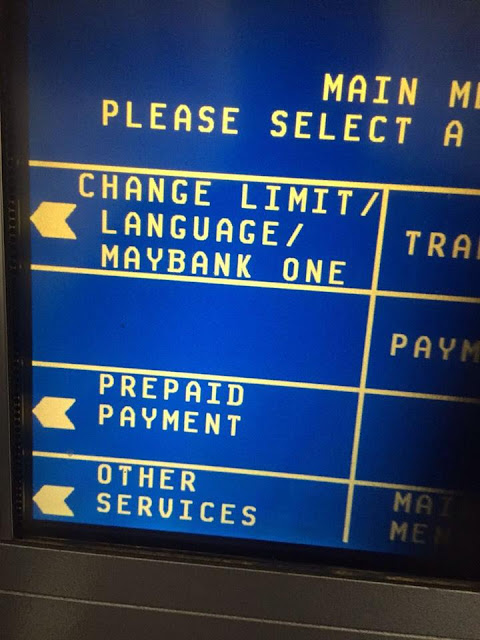 MAIN
PLEASE SELECT A
CHANGE LIMIT/
LANGUAGE/
MAYBANK ONE
PREPAID
PAYMENT
OTHER
SERVICES